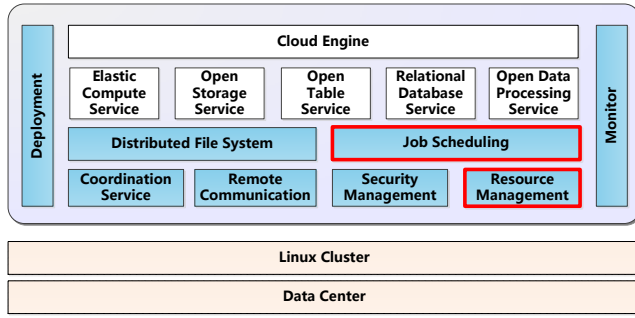 Cloud Engine
Deployment
Monitor
Elastic
Compute
Service
Open
Storage
Service
Open
Table
Service
Relational
Database
Service
Open Data
Processing
Service
Distributed File System
Job Scheduling
Coordination
Service
Remote
Communication
Security
Management
Resource
Management
Linux Cluster
Data Center